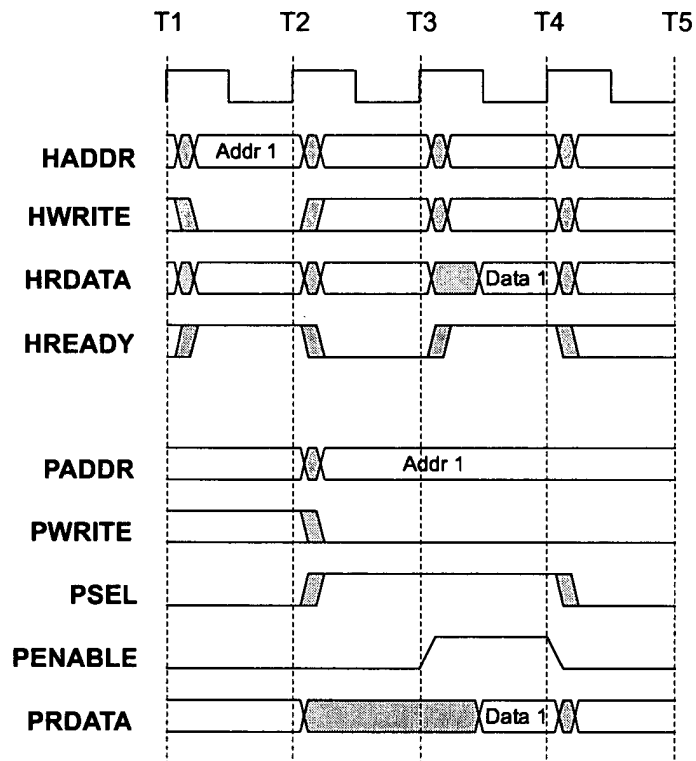 T1 T2 T3 T4 T5
HADDR Addr 1
HWRITE
HRDATA Data 1
HREADY
PADDR Addr 1
PWRITE
PSEL
PENABLE
PRDATA Data 1